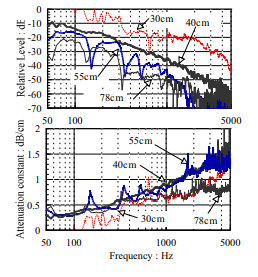 Relative Level : dB
0
-10
-20
-30
-40
-50
-60
-70
30cm
40cm
55cm
78cm
50 100 5000
Attenuation constant : dB/cm
2
1.5
1
0.5
0
55cm
40cm
30cm
78cm
50 100 1000 5000
Frequency : Hz